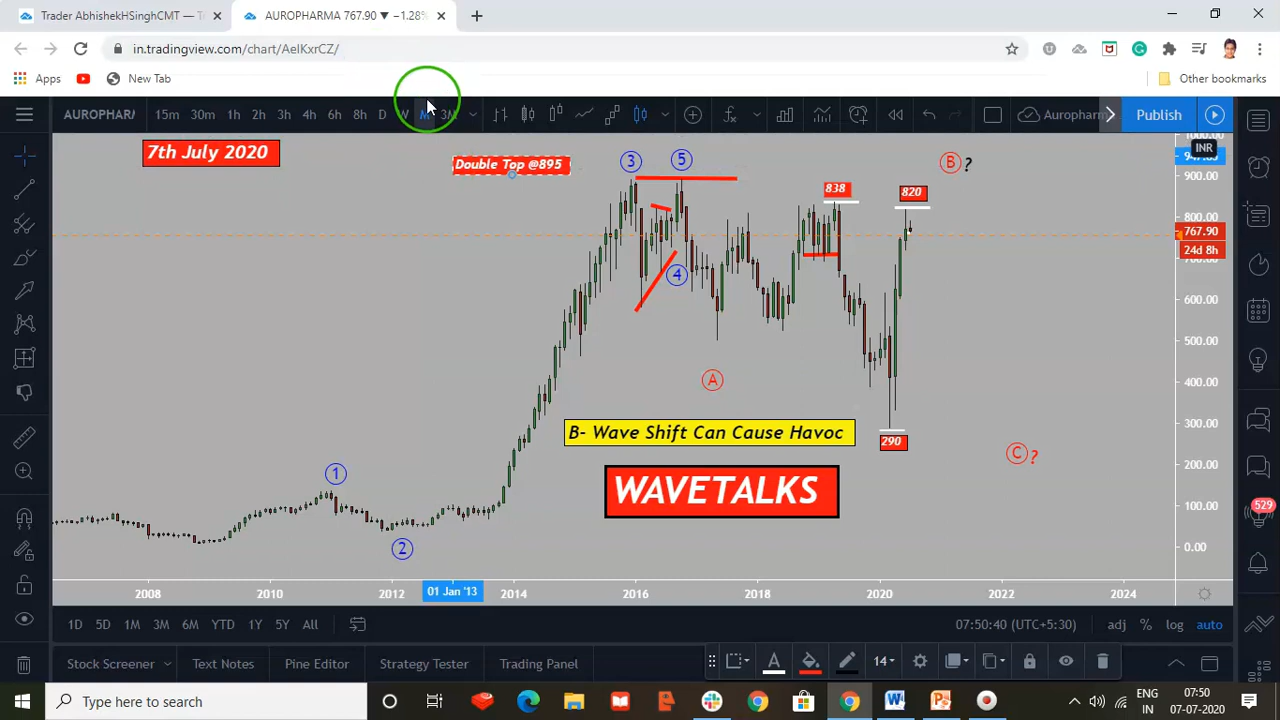 Trader AbhishekHSinghCMT — T
AUROPHARMA 767.90 ▼ −1.28%
in.tradingview.com/chart/AelKxrCZ/
Apps
New Tab
Other bookmarks
AUROPHAR/
15m 30m 1h 2h 3h 4h 6h 8h D W M 3M
Auropharm
Publish
7th July 2020
Double Top @895
3
5
B ?
838
820
4
A
B- Wave Shift Can Cause Havoc
290
WAVETALKS
C ?
1
2
INR
900.00
800.00
767.90
24d 8h
600.00
500.00
400.00
300.00
200.00
100.00
0.00
529
2008 2010 2012 01 Jan '13 2014 2016 2018 2020 2022 2024
1D 5D 1M 3M 6M YTD 1Y 5Y All
07:50:40 (UTC+5:30)
adj % log auto
Stock Screener
Text Notes
Pine Editor
Strategy Tester
Trading Panel
14
Type here to search
ENG
IN
07:50
07-07-2020